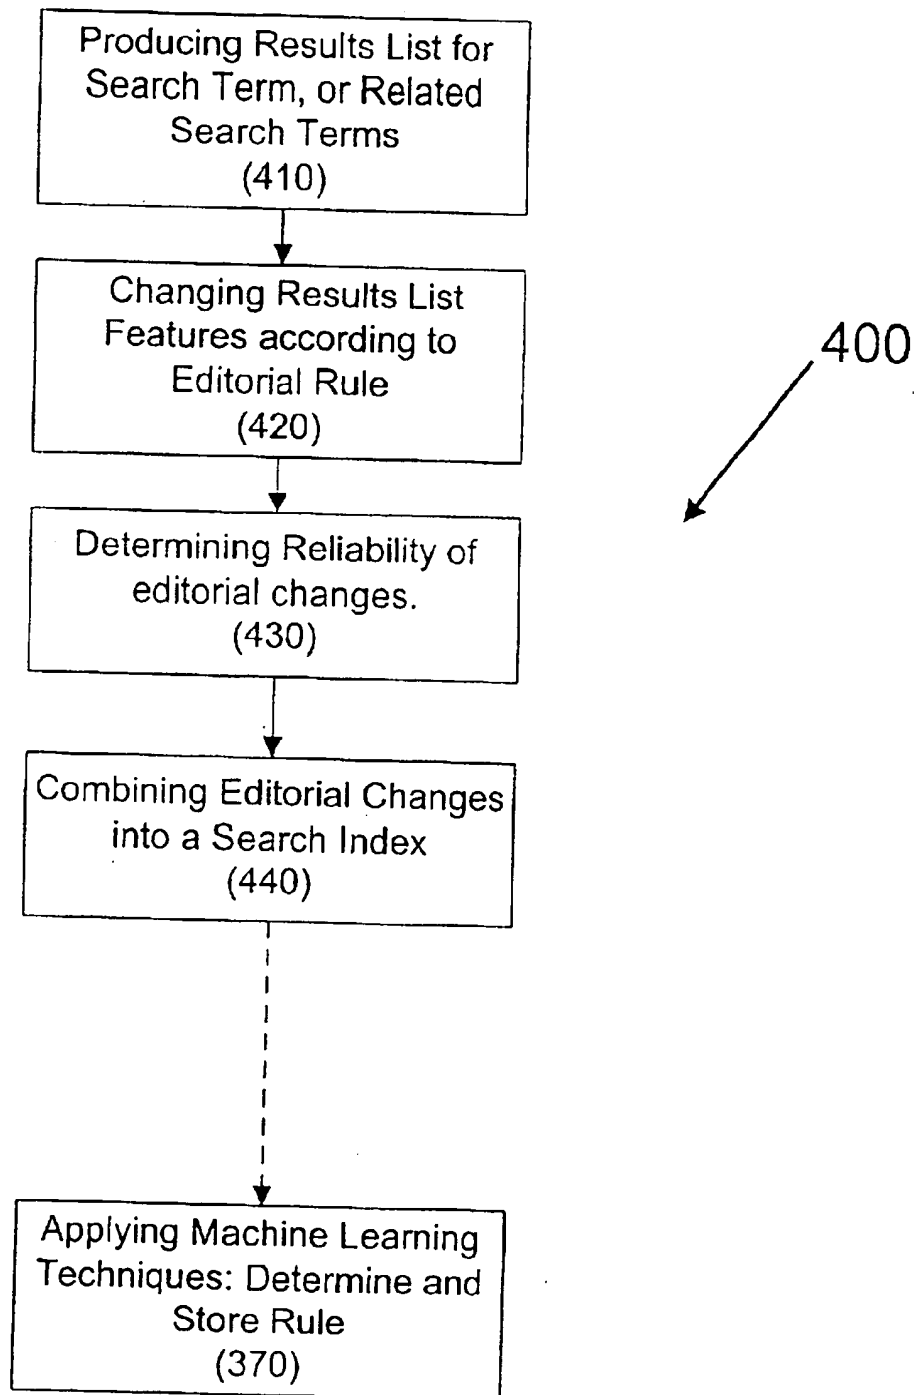 Producing Results List for
Search Term, or Related
Search Terms
(410)
Changing Results List
Features according to
Editorial Rule
(420)
400
Determining Reliability of
editorial changes.
(430)
Combining Editorial Changes
into a Search Index
(440)
Applying Machine Learning
Techniques: Determine and
Store Rule
(370)